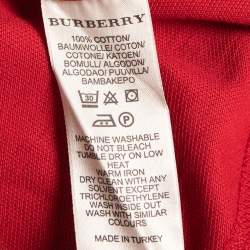 BURBERRY
100% COTTON/
BAUMWOLLE/ COTON/
COTONE/ KATOEN/
BOMULL/ ALGODON/
ALGODAO/ PUUVILLA/
BAMBAKEPO
30
P
MACHINE WASHABLE
DO NOT BLEACH
TUMBLE DRY ON LOW
HEAT
WARM IRON
DRY CLEAN WITH ANY
SOLVENT EXCEPT
TRICHLOROETHYLENE
WASH INSIDE OUT
WASH WITH SIMILAR
COLOURS
MADE IN TURKEY